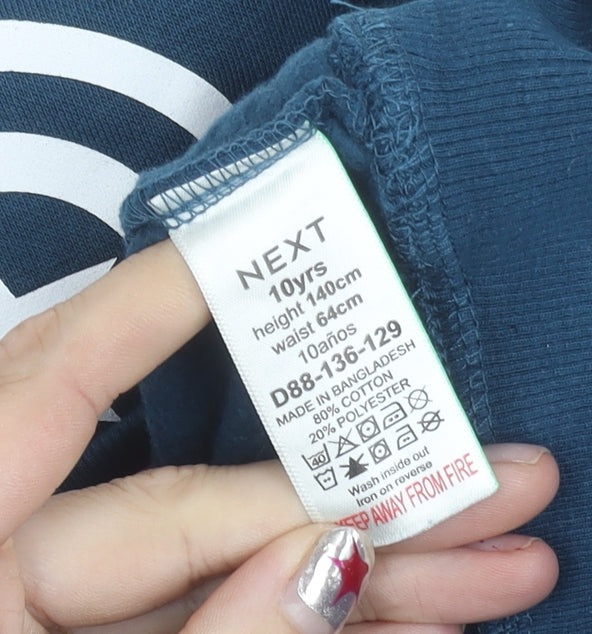 NEXT
10yrs
height 140cm
waist 64cm
10años
D88-136-129
MADE IN BANGLADESH
80% COTTON
20% POLYESTER
40
Wash inside out
Iron on reverse
KEEP AWAY FROM FIRE